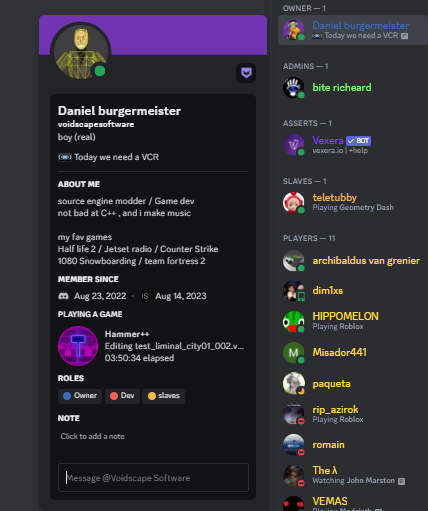 Daniel burgermeister
voidscapesoftware
boy (real)
Today we need a VCR
ABOUT ME
source engine modder / Game dev
not bad at C++ , and i make music
my fav games
Half life 2 / Jetset radio / Counter Strike
1080 Snowboarding / team fortress 2
MEMBER SINCE
Aug 23, 2022 • IS Aug 14, 2023
PLAYING A GAME
Hammer++
Editing test_liminal_city01_002.v...
03:50:34 elapsed
ROLES
Owner Dev slaves
NOTE
Click to add a note
Message @Voidscape Software
OWNER — 1
Daniel burgermeister
Today we need a VCR
ADMINS — 1
bite richeard
ASSERTS — 1
Vexera BOT
vexera.io | +help
SLAVES — 1
teletubby
Playing Geometry Dash
PLAYERS — 11
archibaldus van grenier
dim1xs
HIPPOMELON
Playing Roblox
M Misador441
paqueta
rip_azirok
Playing Roblox
romain
The λ
Watching John Marston
VEMAS